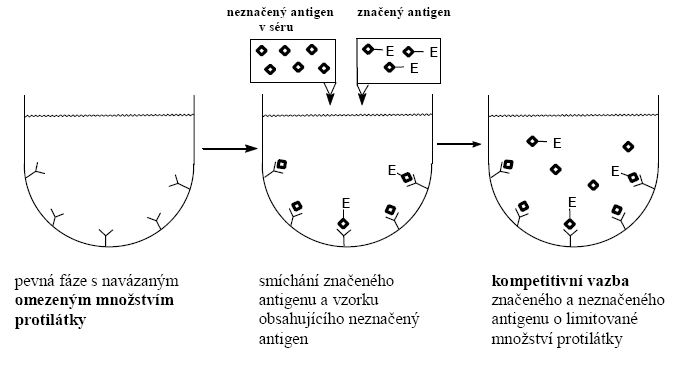 neznačený antigen
v séru
značený antigen
E
E
E
E
E
E
E
E
pevná fáze s navázaným
omezeným množstvím
protilátky
smíchání značeného
antigenu a vzorku
obsahujícího neznačený
antigen
kompetitivní vazba
značeného a neznačeného
antigenu o limitované
množství protilátky